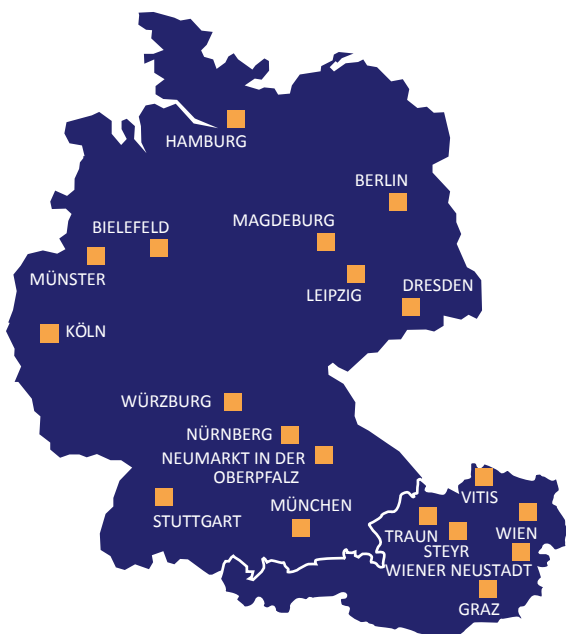 HAMBURG
BERLIN
BIELEFELD
MAGDEBURG
MÜNSTER
LEIPZIG
DRESDEN
KÖLN
WÜRZBURG
NÜRNBERG
NEUMARKT IN DER
OBERPFALZ
STUTTGART
MÜNCHEN
VITIS
TRAUN
WIEN
STEYR
WIENER NEUSTADT
GRAZ